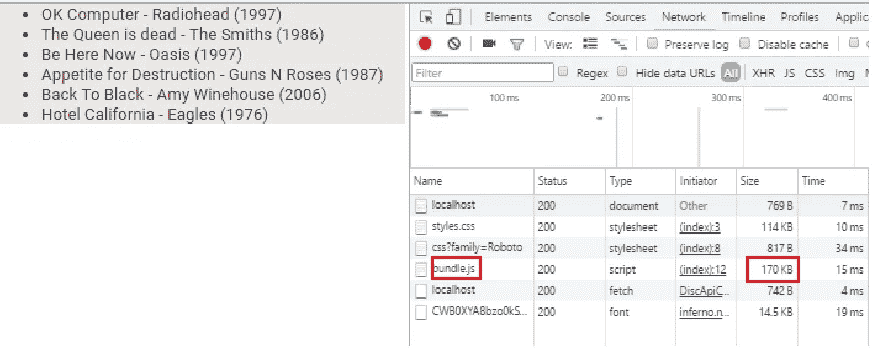 OK Computer - Radiohead (1997)
The Queen is dead - The Smiths (1986)
Be Here Now - Oasis (1997)
Appetite for Destruction - Guns N Roses (1987)
Back To Black - Amy Winehouse (2006)
Hotel California - Eagles (1976)
Elements Console Sources Network Timeline Profiles Applic
View: Preserve log Disable cache
Filter Regex Hide data URLs All XHR JS CSS Img
100 ms 200 ms 300 ms 400 ms
Name Status Type Initiator Size Time
localhost 200 document Other 769 B 7 ms
styles.css 200 stylesheet (index):3 114 KB 10 ms
css?family=Roboto 200 stylesheet (index):8 817 B 34 ms
bundle.js 200 script (index):12 170 KB 15 ms
localhost 200 fetch DiscApiC... 742 B 4 ms
200 font inferno.n... 14.5 KB 19 ms